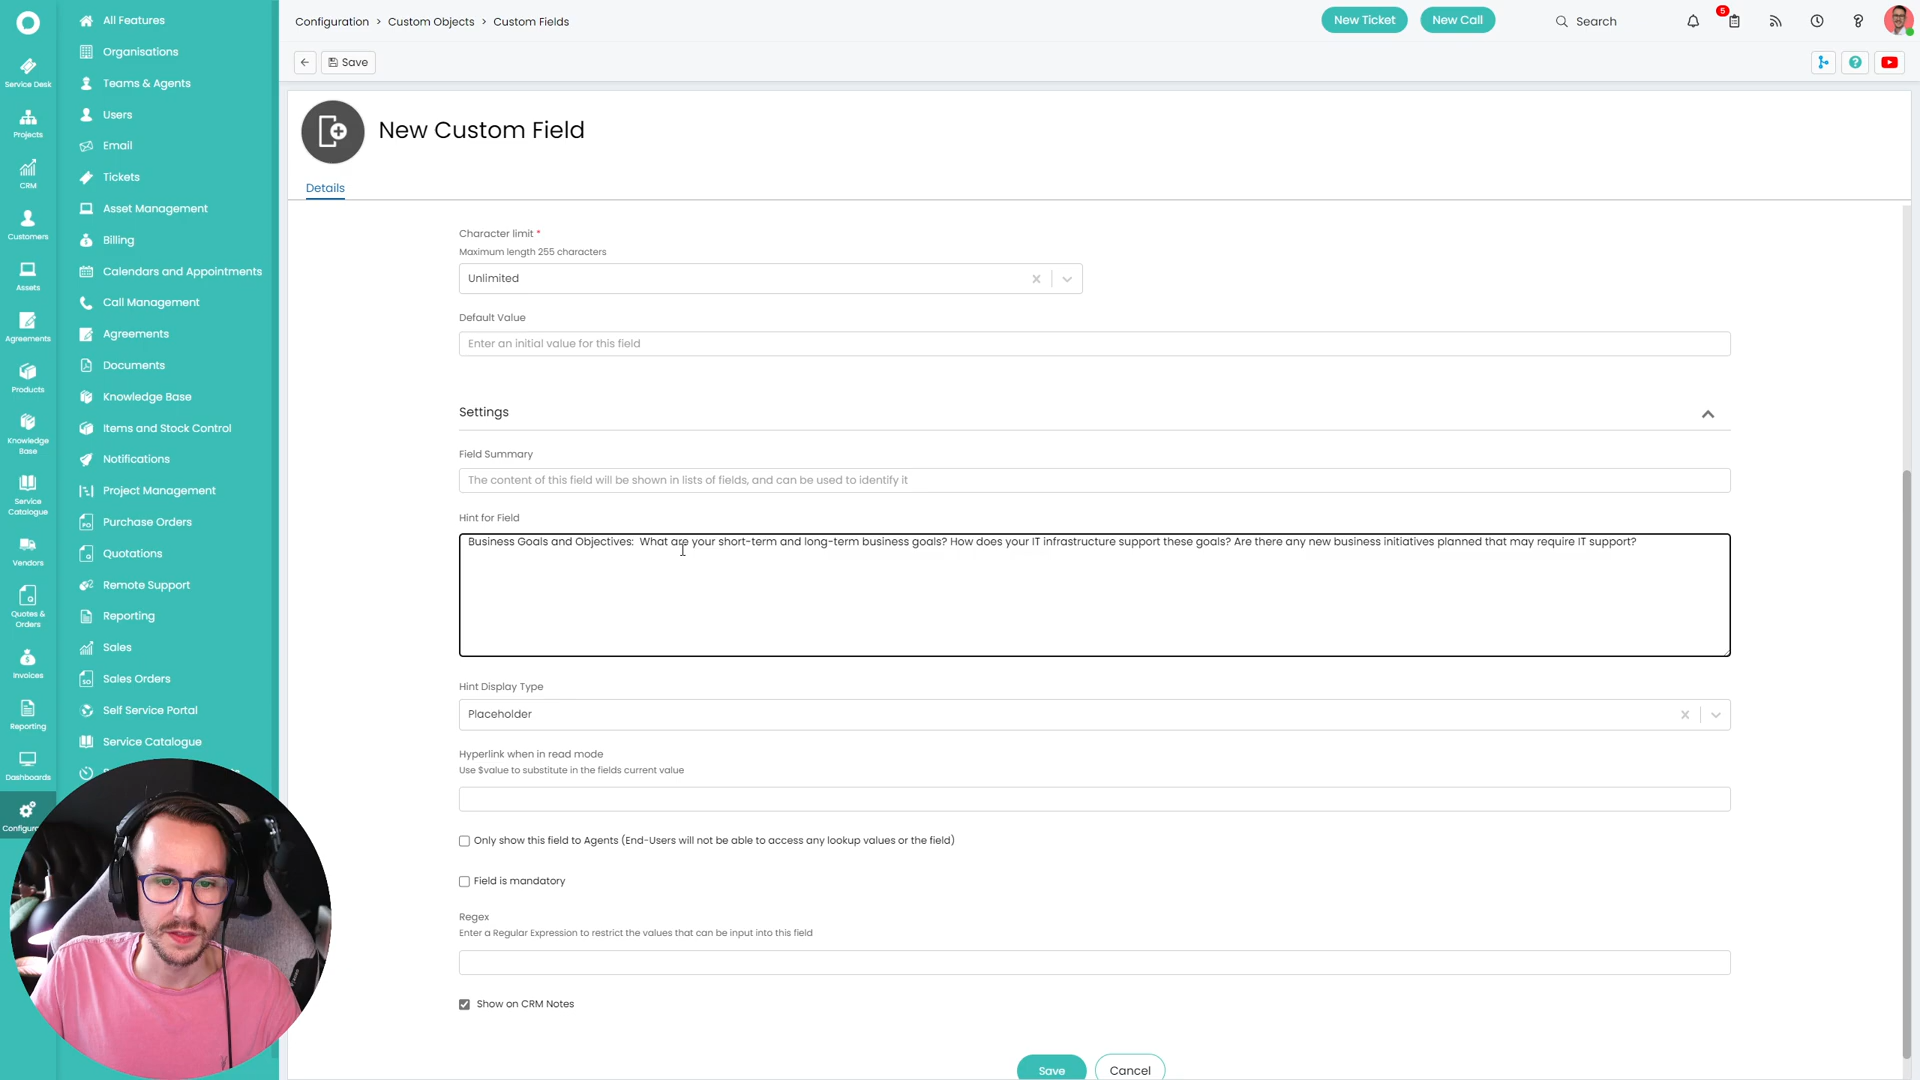 Configuration > Custom Objects > Custom Fields
New Ticket
New Call
Search
5
Save
Service Desk
Projects
CRM
Customers
Assets
Agreements
Products
Knowledge
Base
Service
Catalogue
Vendors
Quotes &
Orders
Invoices
Reporting
Dashboards
All Features
Organisations
Teams & Agents
Users
Email
Tickets
Asset Management
Billing
Calendars and Appointments
Call Management
Agreements
Documents
Knowledge Base
Items and Stock Control
Notifications
Project Management
Purchase Orders
Quotations
Remote Support
Reporting
Sales
Sales Orders
Self Service Portal
Service Catalogue
New Custom Field
Details
Character limit *
Maximum length 255 characters
Unlimited
Default Value
Enter an initial value for this field
Settings
Field Summary
The content of this field will be shown in lists of fields, and can be used to identify it
Hint for Field
Business Goals and Objectives:  What are your short-term and long-term business goals? How does your IT infrastructure support these goals? Are there any new business initiatives planned that may require IT support?
Hint Display Type
Placeholder
Hyperlink when in read mode
Use $value to substitute in the fields current value
Only show this field to Agents (End-Users will not be able to access any lookup values or the field)
Field is mandatory
Regex
Enter a Regular Expression to restrict the values that can be input into this field
Show on CRM Notes
Save
Cancel